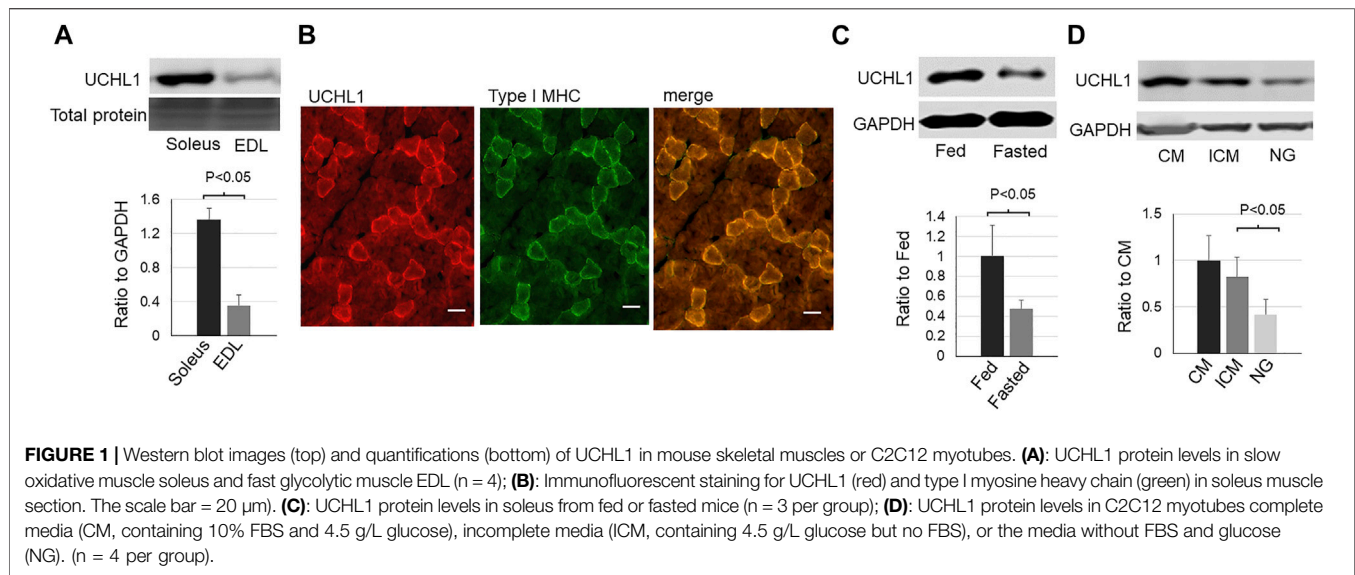 A
UCHL1
Total protein
Soleus EDL
P<0.05
Ratio to GAPDH
1.6
1.2
0.8
0.4
0
Soleus
EDL
B
UCHL1
Type I MHC
merge
C
UCHL1
GAPDH
Fed Fasted
P<0.05
Ratio to Fed
1.4
1.2
1
0.8
0.6
0.4
0.2
0
Fed
Fasted
D
UCHL1
GAPDH
CM ICM NG
P<0.05
Ratio to CM
1.5
1
0.5
0
CM
ICM
NG
FIGURE 1 | Western blot images (top) and quantifications (bottom) of UCHL1 in mouse skeletal muscles or C2C12 myotubes. (A): UCHL1 protein levels in slow
oxidative muscle soleus and fast glycolytic muscle EDL (n = 4); (B): Immunofluorescent staining for UCHL1 (red) and type I myosine heavy chain (green) in soleus muscle
section. The scale bar = 20 μm). (C): UCHL1 protein levels in soleus from fed or fasted mice (n = 3 per group); (D): UCHL1 protein levels in C2C12 myotubes complete
media (CM, containing 10% FBS and 4.5 g/L glucose), incomplete media (ICM, containing 4.5 g/L glucose but no FBS), or the media without FBS and glucose
(NG). (n = 4 per group).